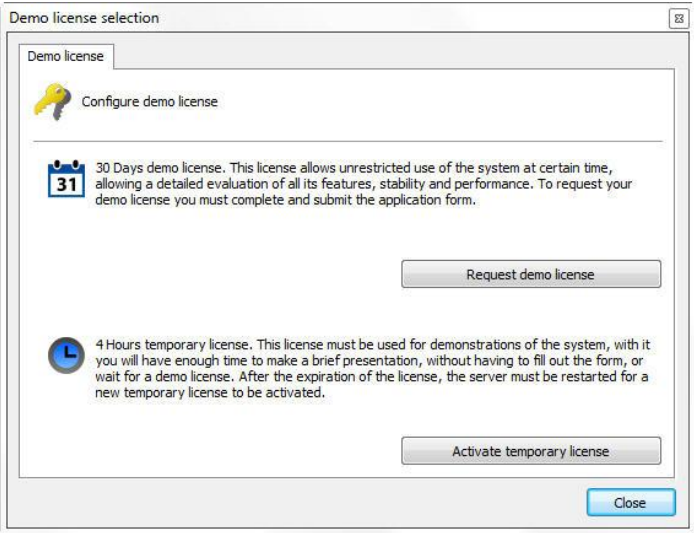 Demo license selection
Demo license
Configure demo license
31
30 Days demo license. This license allows unrestricted use of the system at certain time,
allowing a detailed evaluation of all its features, stability and performance. To request your
demo license you must complete and submit the application form.
Request demo license
4 Hours temporary license. This license must be used for demonstrations of the system, with it
you will have enough time to make a brief presentation, without having to fill out the form, or
wait for a demo license. After the expiration of the license, the server must be restarted for a
new temporary license to be activated.
Activate temporary license
Close